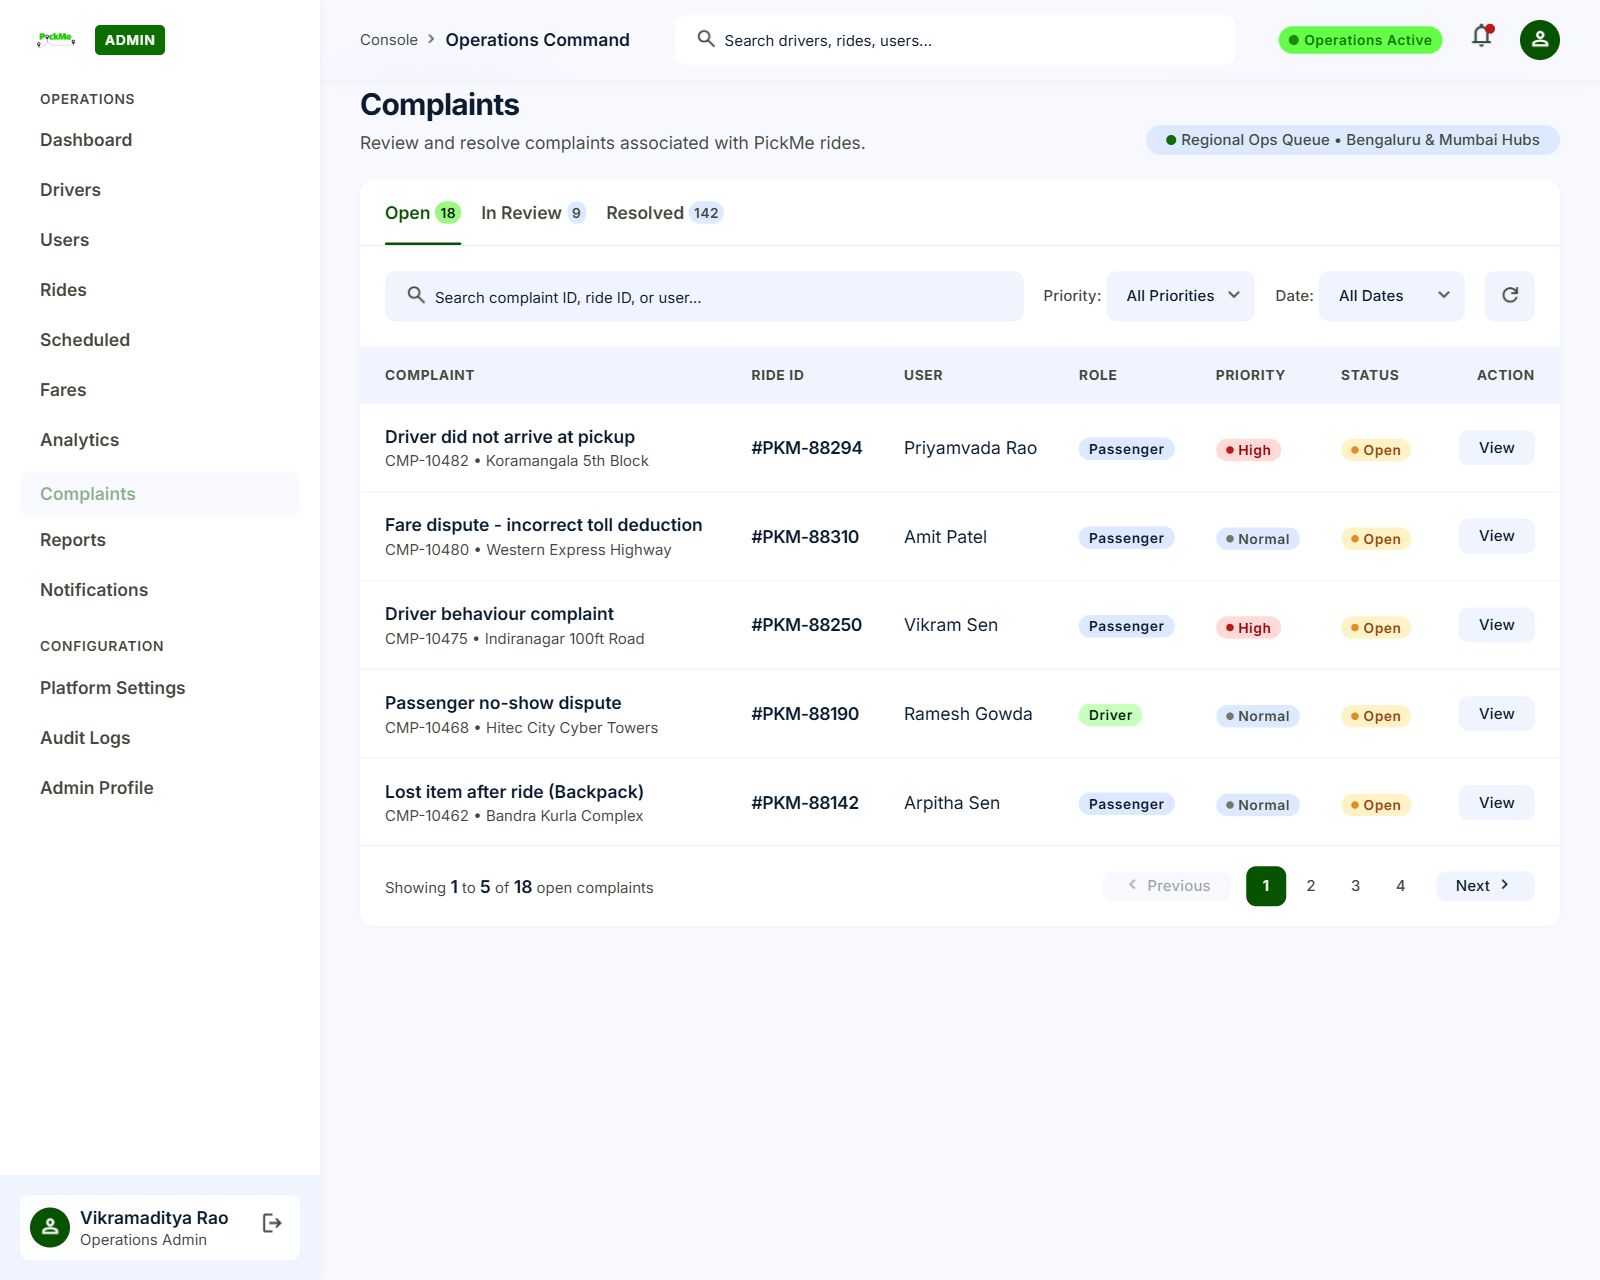 PickMe ADMIN
OPERATIONS
Dashboard
Drivers
Users
Rides
Scheduled
Fares
Analytics
Complaints
Reports
Notifications
CONFIGURATION
Platform Settings
Audit Logs
Admin Profile
Vikramaditya Rao
Operations Admin
Console Operations Command
Search drivers, rides, users...
Operations Active
Complaints
Review and resolve complaints associated with PickMe rides.
Regional Ops Queue • Bengaluru & Mumbai Hubs
Open 18 In Review 9 Resolved 142
Search complaint ID, ride ID, or user... Priority: All Priorities Date: All Dates
COMPLAINT RIDE ID USER ROLE PRIORITY STATUS ACTION
Driver did not arrive at pickup #PKM-88294 Priyamvada Rao Passenger High Open View
CMP-10482 • Koramangala 5th Block
Fare dispute - incorrect toll deduction #PKM-88310 Amit Patel Passenger Normal Open View
CMP-10480 • Western Express Highway
Driver behaviour complaint #PKM-88250 Vikram Sen Passenger High Open View
CMP-10475 • Indiranagar 100ft Road
Passenger no-show dispute #PKM-88190 Ramesh Gowda Driver Normal Open View
CMP-10468 • Hitec City Cyber Towers
Lost item after ride (Backpack) #PKM-88142 Arpitha Sen Passenger Normal Open View
CMP-10462 • Bandra Kurla Complex
Showing 1 to 5 of 18 open complaints Previous 1 2 3 4 Next